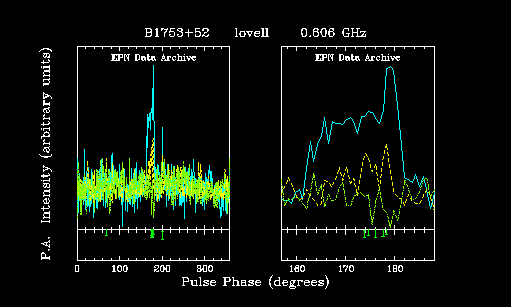 B1753+52 lovell 0.606 GHz
EPN Data Archive EPN Data Archive
P.A. Intensity (arbitrary units)
0 100 200 300 160 170 180
Pulse Phase (degrees)